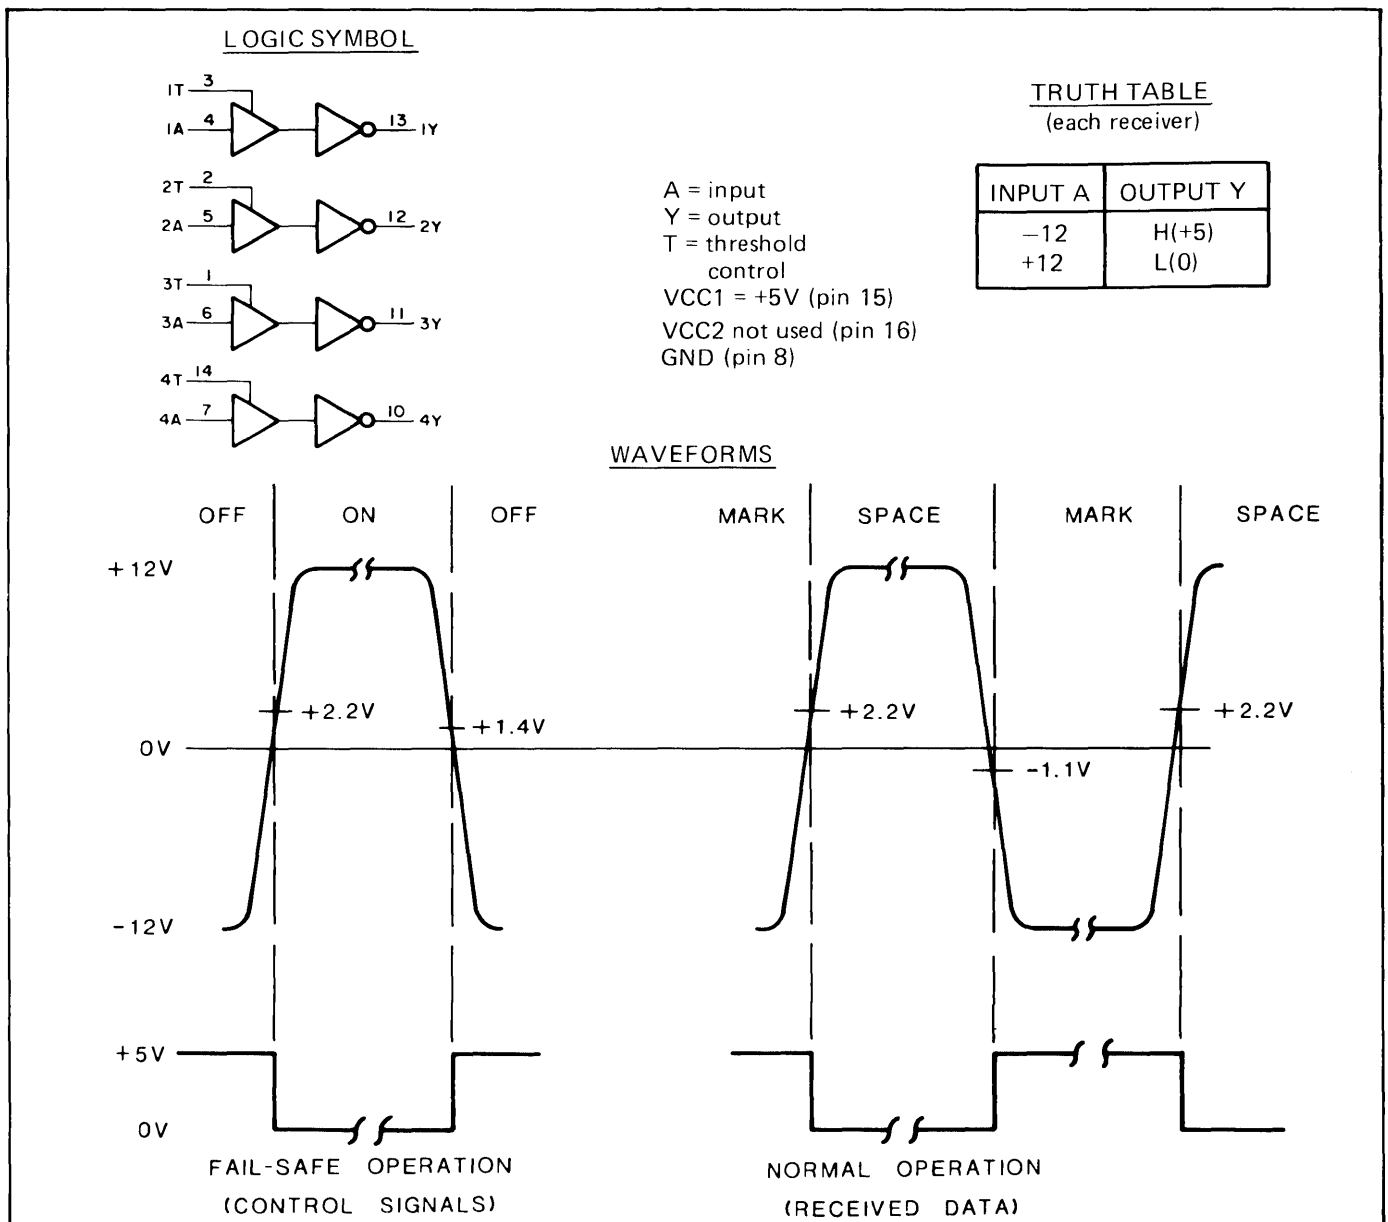 LOGIC SYMBOL
1T 3
1A 4 13 1Y
2T 2
2A 5 12 2Y
3T 1
3A 6 11 3Y
4T 14
4A 7 10 4Y
A = input
Y = output
T = threshold
control
VCC1 = +5V (pin 15)
VCC2 not used (pin 16)
GND (pin 8)
TRUTH TABLE
(each receiver)
INPUT A OUTPUT Y
−12 H(+5)
+12 L(0)
WAVEFORMS
OFF ON OFF MARK SPACE MARK SPACE
+12V
+2.2V +1.4V +2.2V +2.2V
0V
-1.1V
-12V
+5V
0V
FAIL-SAFE OPERATION
(CONTROL SIGNALS)
NORMAL OPERATION
(RECEIVED DATA)